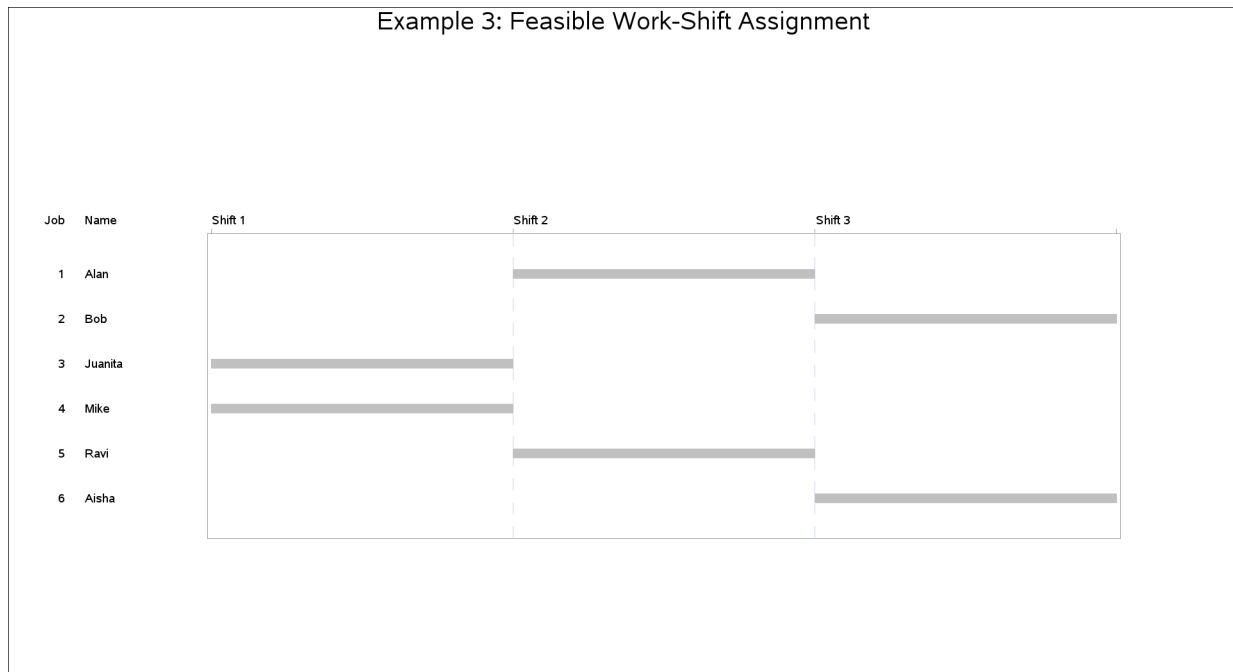 Example 3: Feasible Work-Shift Assignment
Job Name Shift 1 Shift 2 Shift 3
1 Alan
2 Bob
3 Juanita
4 Mike
5 Ravi
6 Aisha